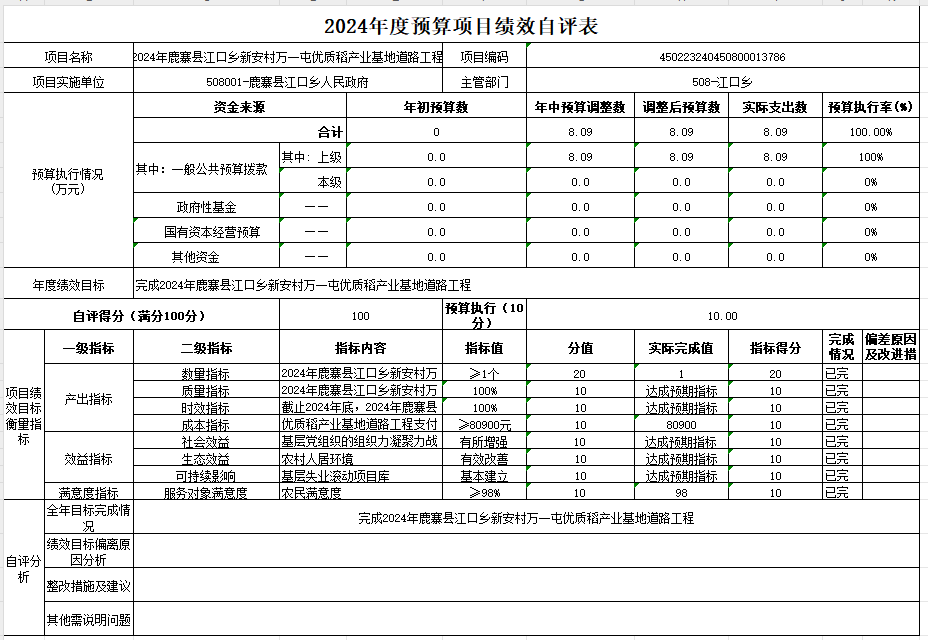 2024年度预算项目绩效自评表
项目名称 2024年鹿寨县江口乡新安村万一屯优质稻产业基地道路工程 项目编码 450223240450800013786
项目实施单位 508001-鹿寨县江口乡人民政府 主管部门 508-江口乡
预算执行情况（万元） 资金来源 年初预算数 年中预算调整数 调整后预算数 实际支出数 预算执行率(%)
合计 0 8.09 8.09 8.09 100.00%
其中：一般公共预算拨款 其中：上级 0.0 8.09 8.09 8.09 100%
本级 0.0 0.0 0.0 0.0 0%
政府性基金 —— 0.0 0.0 0.0 0.0 0%
国有资本经营预算 —— 0.0 0.0 0.0 0.0 0%
其他资金 —— 0.0 0.0 0.0 0.0 0%
年度绩效目标 完成2024年鹿寨县江口乡新安村万一屯优质稻产业基地道路工程
自评得分（满分100分） 100 预算执行（10分） 10.00
项目绩效目标衡量指标 一级指标 二级指标 指标内容 指标值 分值 实际完成值 指标得分 完成情况 偏差原因及改进措
产出指标 数量指标 2024年鹿寨县江口乡新安村万 ≥1个 20 1 20 已完
质量指标 2024年鹿寨县江口乡新安村万 100% 10 达成预期指标 10 已完
时效指标 截止2024年底，2024年鹿寨县 100% 10 达成预期指标 10 已完
成本指标 优质稻产业基地道路工程支付 ≥80900元 10 80900 10 已完
效益指标 社会效益 基层党组织的组织力凝聚力战 有所增强 10 达成预期指标 10 已完
生态效益 农村人居环境 有效改善 10 达成预期指标 10 已完
可持续影响 基层失业滚动项目库 基本建立 10 达成预期指标 10 已完
满意度指标 服务对象满意度 农民满意度 ≥98% 10 98 10 已完
自评分析 全年目标完成情况 完成2024年鹿寨县江口乡新安村万一屯优质稻产业基地道路工程
绩效目标偏离原因分析
整改措施及建议
其他需说明问题